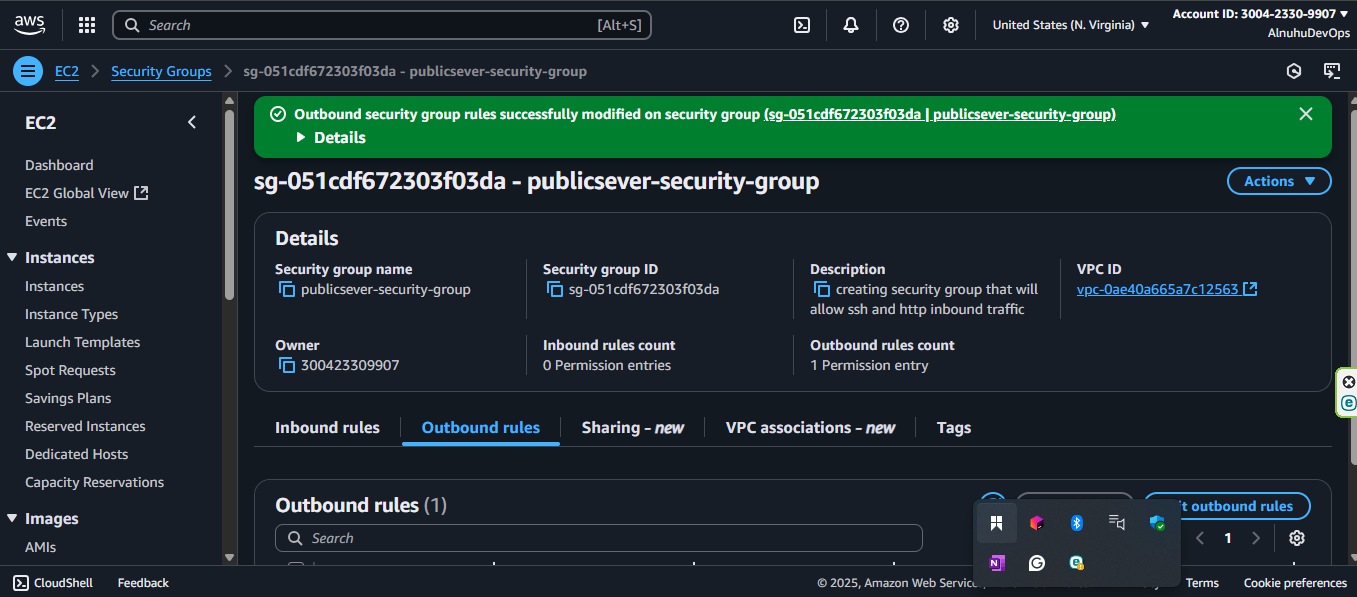 aws
Search
[Alt+S]
United States (N. Virginia)
Account ID: 3004-2330-9907
AlnuhuDevOps
EC2
Security Groups
sg-051cdf672303f03da - publicsever-security-group
EC2
Dashboard
EC2 Global View
Events
Instances
Instances
Instance Types
Launch Templates
Spot Requests
Savings Plans
Reserved Instances
Dedicated Hosts
Capacity Reservations
Images
AMIs
Outbound security group rules successfully modified on security group (sg-051cdf672303f03da | publicsever-security-group)
Details
sg-051cdf672303f03da - publicsever-security-group
Actions
Details
Security group name
publicsever-security-group
Security group ID
sg-051cdf672303f03da
Description
creating security group that will
allow ssh and http inbound traffic
VPC ID
vpc-0ae40a665a7c12563
Owner
300423309907
Inbound rules count
0 Permission entries
Outbound rules count
1 Permission entry
Inbound rules
Outbound rules
Sharing - new
VPC associations - new
Tags
Outbound rules (1)
outbound rules
Search
1
CloudShell
Feedback
© 2025, Amazon Web
Terms
Cookie preferences